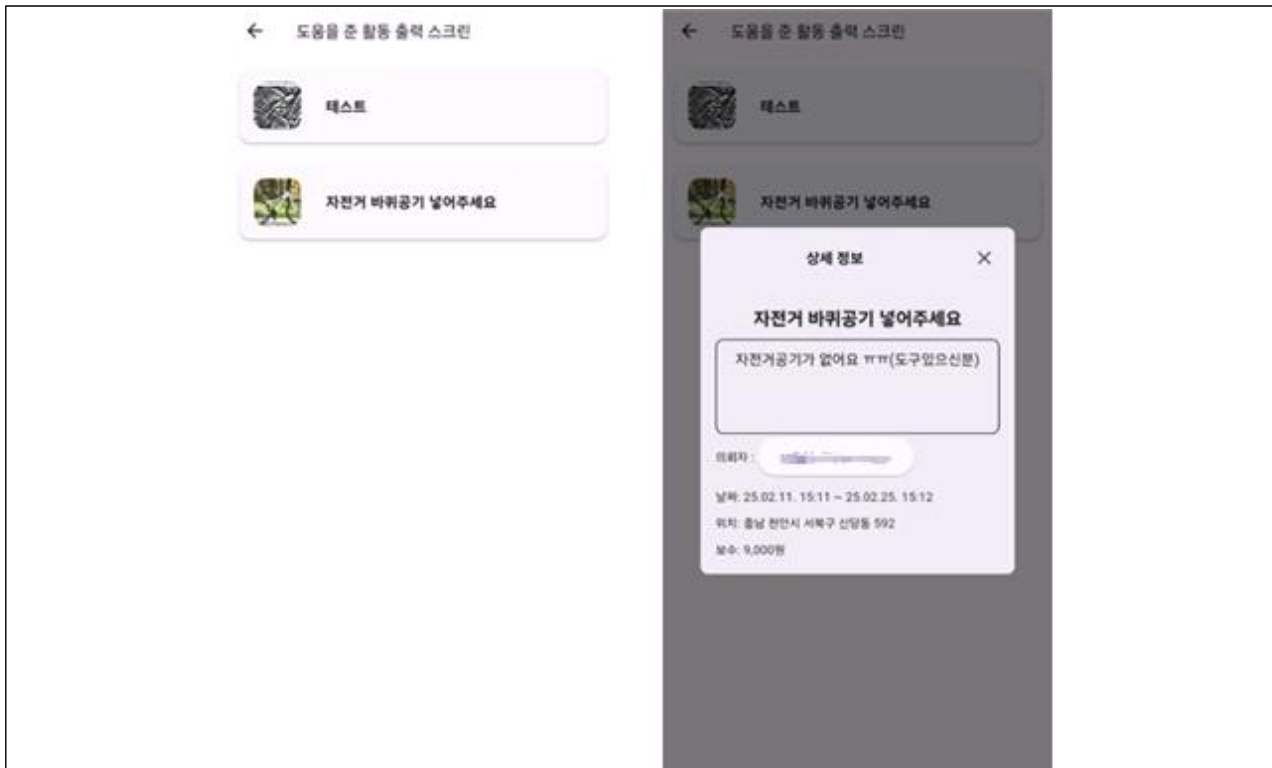 도움을 준 활동 출력 스크린
테스트
자전거 바퀴공기 넣어주세요
도움을 준 활동 출력 스크린
테스트
자전거 바퀴공기 넣어주세요
상세 정보
자전거 바퀴공기 넣어주세요
자전거공기가 없어요 ㅠㅠ(도구있으신분)
의뢰자 :
날짜: 25.02.11. 15:11 ~ 25.02.25. 15:12
위치: 충남 천안시 서북구 신당동 592
보수: 9,000원